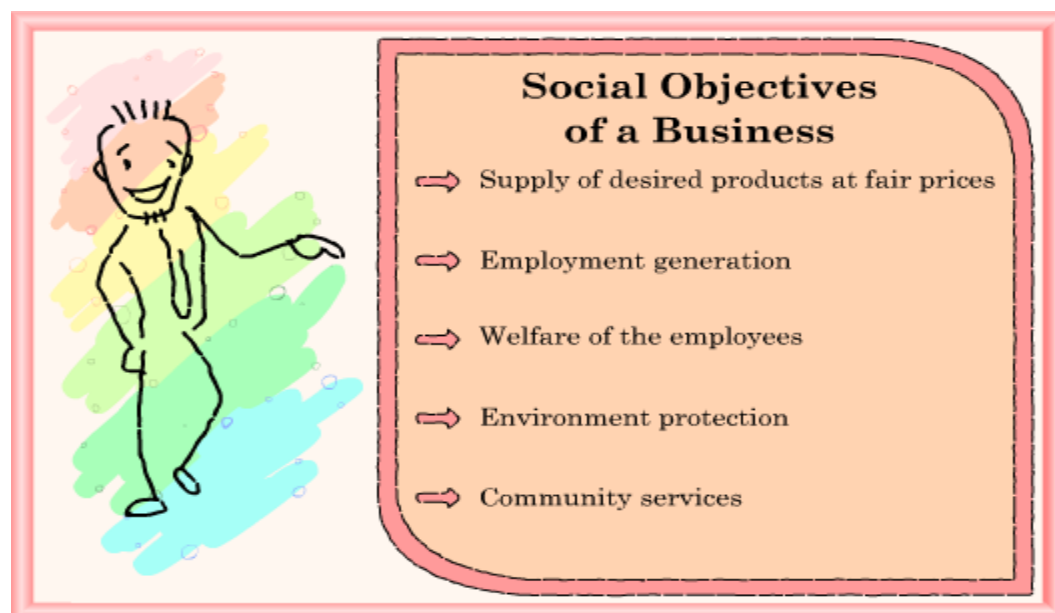 Social Objectives
of a Business
Supply of desired products at fair prices
Employment generation
Welfare of the employees
Environment protection
Community services